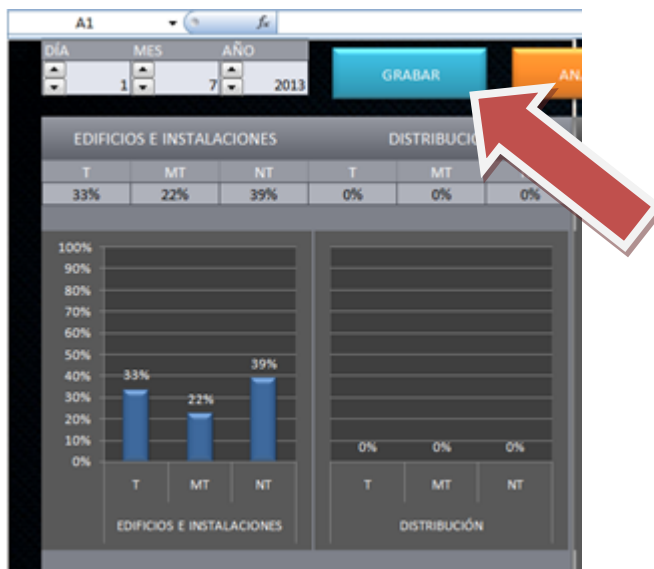 A1 fx
DÍA MES AÑO
1 7 2013
GRABAR
EDIFICIOS E INSTALACIONES
T MT NT T MT
33% 22% 39% 0% 0% 0%
100%
90%
80%
70%
60%
50%
40%
30%
20%
10%
0%
33% 22% 39% 0% 0% 0%
T MT NT T MT NT
EDIFICIOS E INSTALACIONES DISTRIBUCIÓN